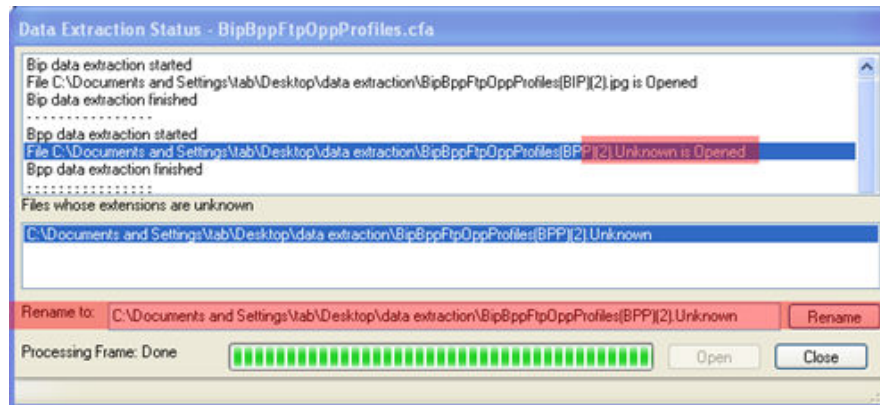 Data Extraction Status - BipBppFtpOppProfiles.cfa
Bip data extraction started
File C:\Documents and Settings\tab\Desktop\data extraction\BipBppFtpOppProfiles(BIP)(2).jpg is Opened
Bip data extraction finished
- - - - - - - - - - - - - - -
Bpp data extraction started
File C:\Documents and Settings\tab\Desktop\data extraction\BipBppFtpOppProfiles(BPP)(2).Unknown is Opened
Bpp data extraction finished
: : : : : : : : : : : : : : : :
Files whose extensions are unknown
C:\Documents and Settings\tab\Desktop\data extraction\BipBppFtpOppProfiles(BPP)(2).Unknown
Rename to: C:\Documents and Settings\tab\Desktop\data extraction\BipBppFtpOppProfiles(BPP)(2).Unknown Rename
Processing Frame: Done Open Close